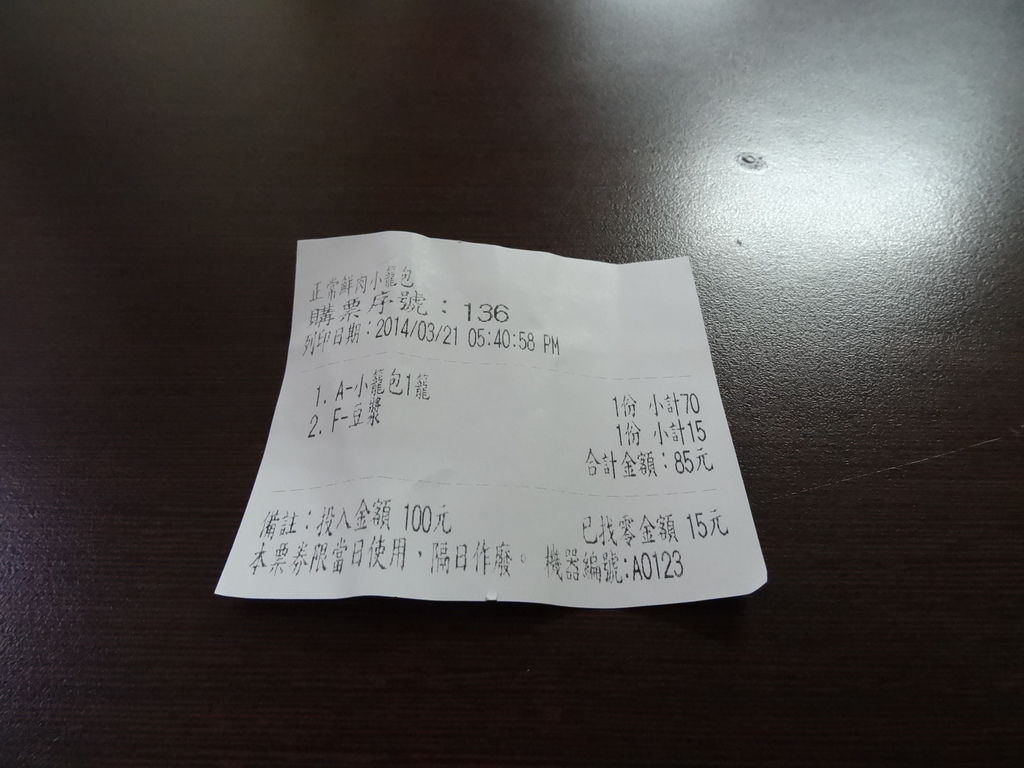 正常鮮肉小籠包
購票序號：136
列印日期：2014/03/21 05:40:58 PM
1. A-小籠包1籠 1份 小計70
2. F-豆漿 1份 小計15
合計金額：85元
備註：投入金額 100元 已找零金額 15元
本票券限當日使用，隔日作廢。 機器編號:A0123